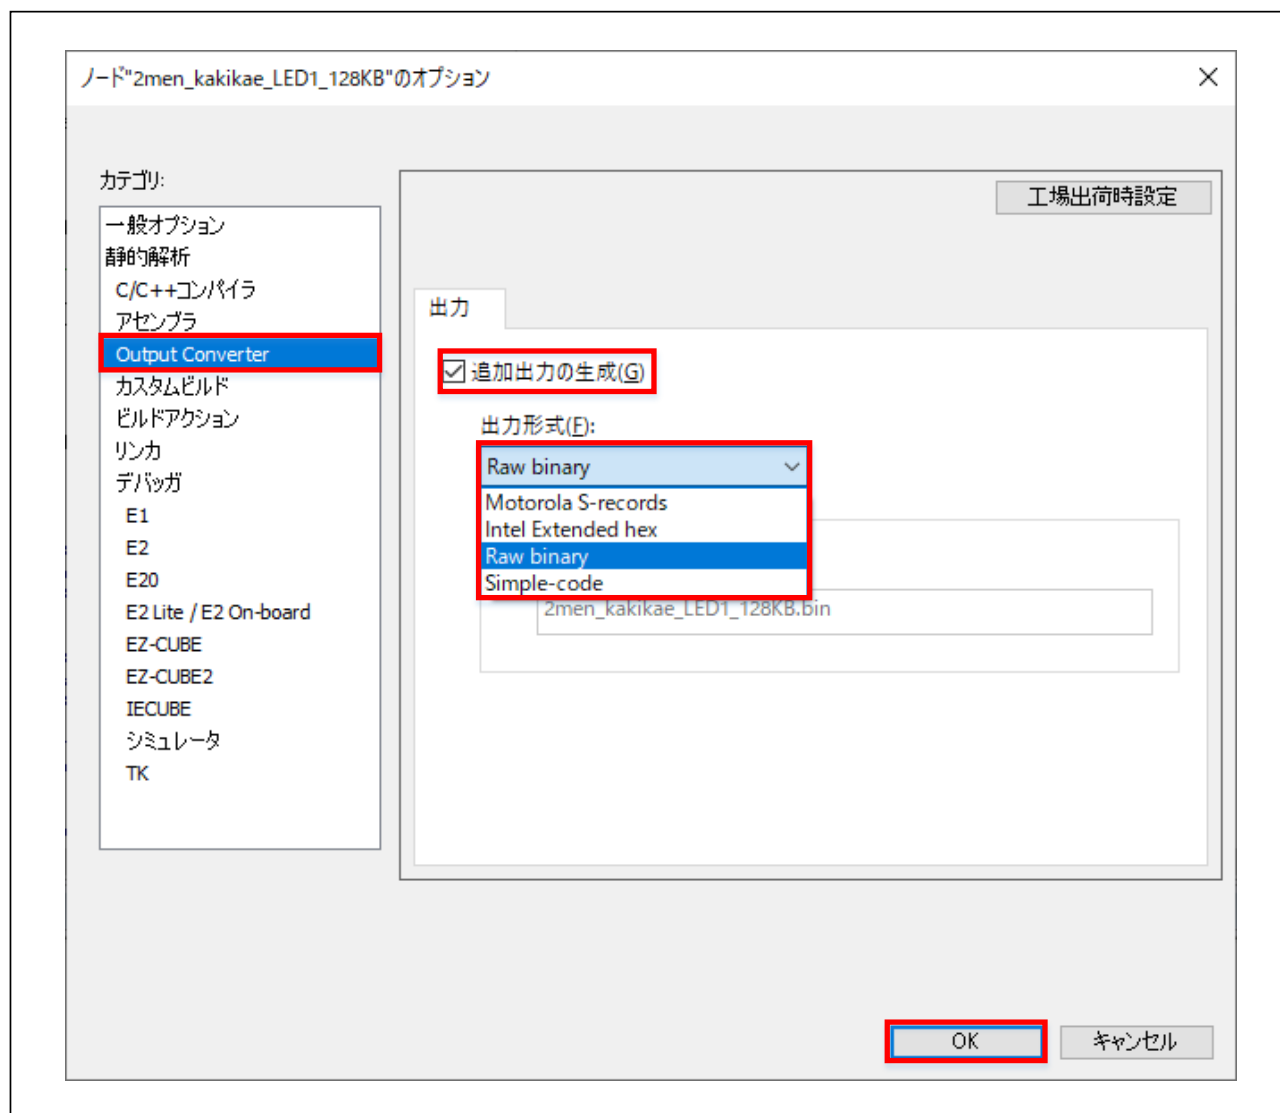 ノード"2men_kakikae_LED1_128KB"のオプション
カテゴリ:
一般オプション
静的解析
C/C++コンパイラ
アセンブラ
Output Converter
カスタムビルド
ビルドアクション
リンカ
デバッガ
E1
E2
E20
E2 Lite / E2 On-board
EZ-CUBE
EZ-CUBE2
IECUBE
シミュレータ
TK
工場出荷時設定
出力
追加出力の生成(G)
出力形式(F):
Raw binary
Motorola S-records
Intel Extended hex
Raw binary
Simple-code
2men_kakikae_LED1_128KB.bin
OK
キャンセル